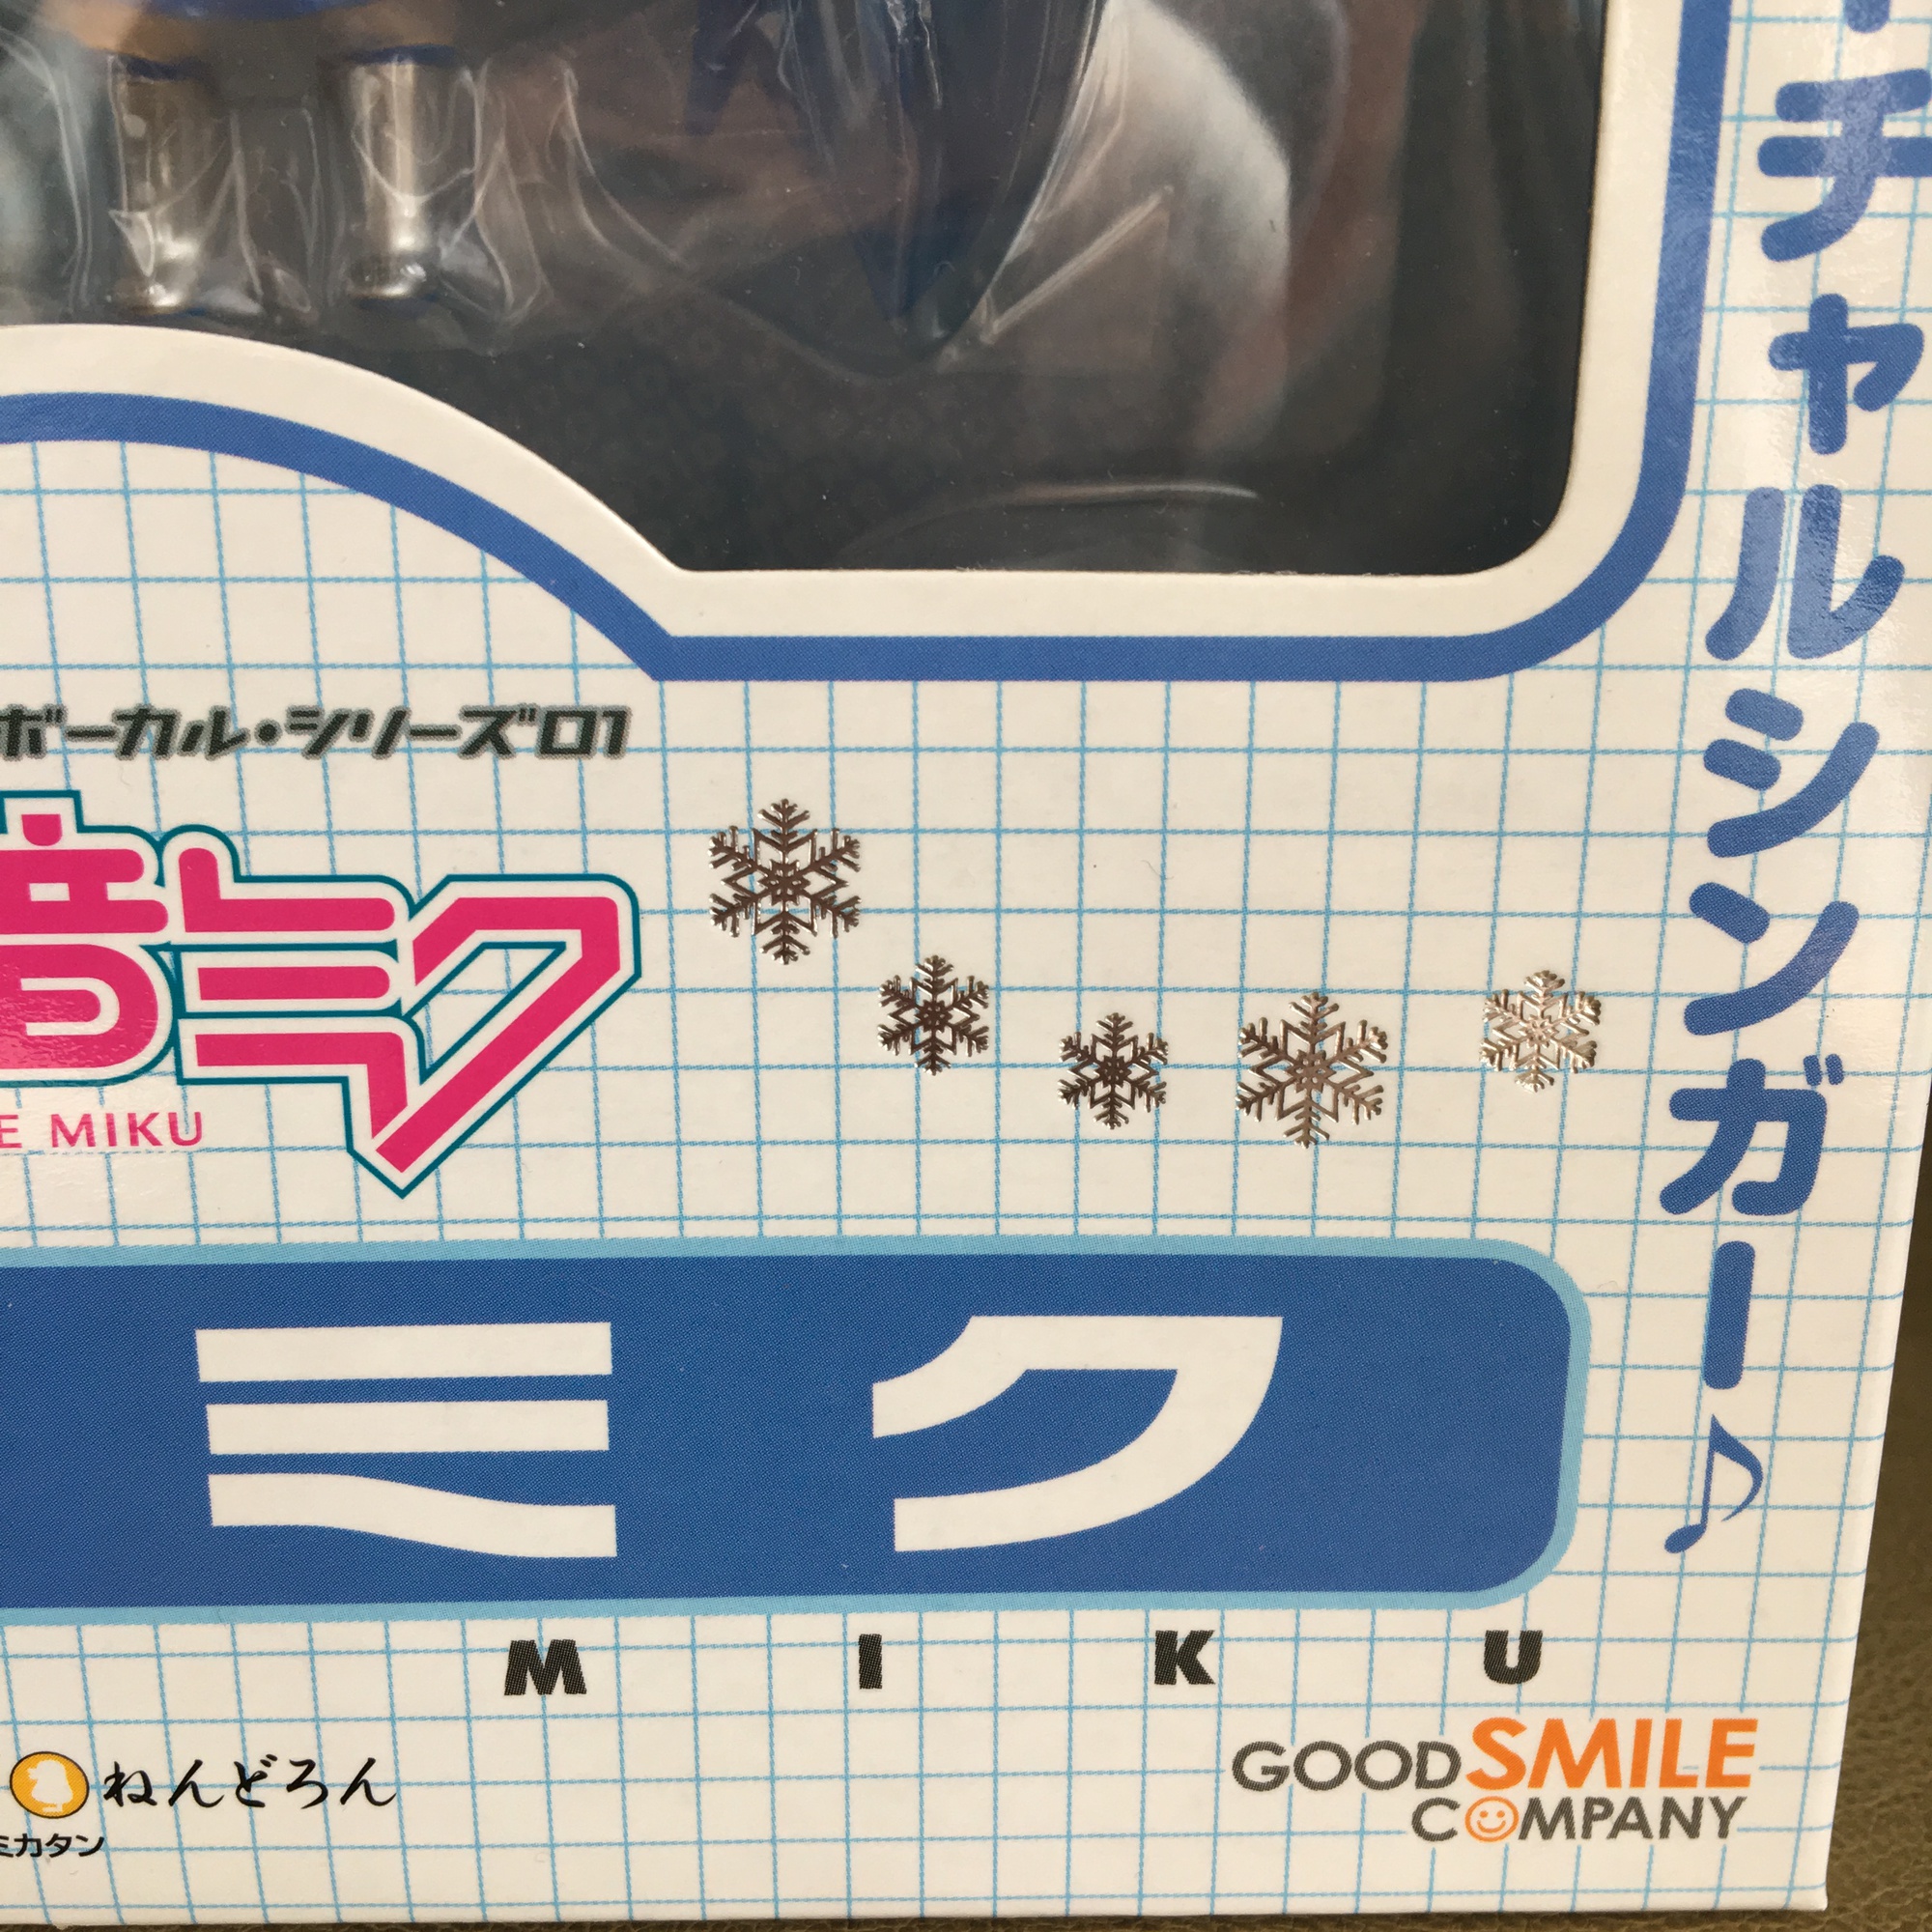 チャルシンガー♪
ボーカル・シリーズ01
音ミク
E MIKU
ミク
M I K U
ねんどろん
ミカタン
GOOD SMILE
COMPANY